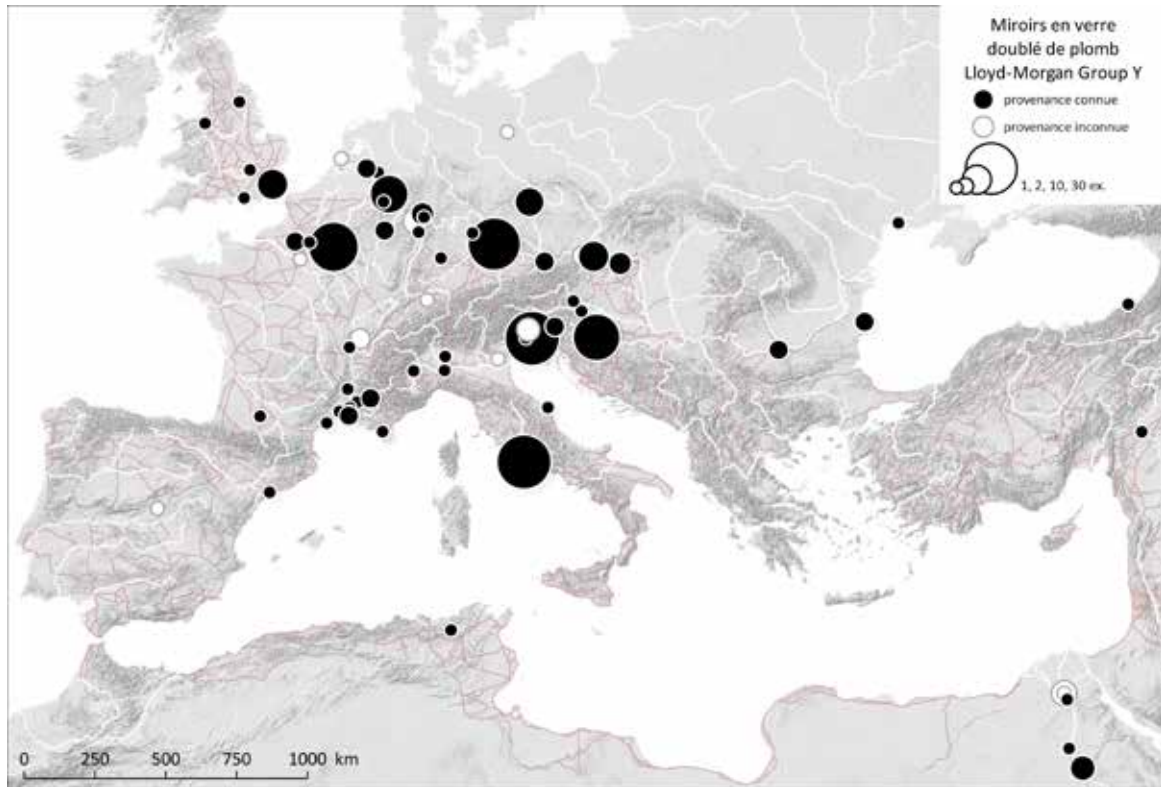 Miroirs en verre
doublé de plomb
Lloyd-Morgan Group Y
provenance connue
provenance inconnue
1, 2, 10, 30 ex.
0 250 500 750 1000 km